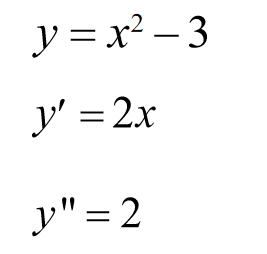 y = x² − 3
y′ = 2x
y" = 2